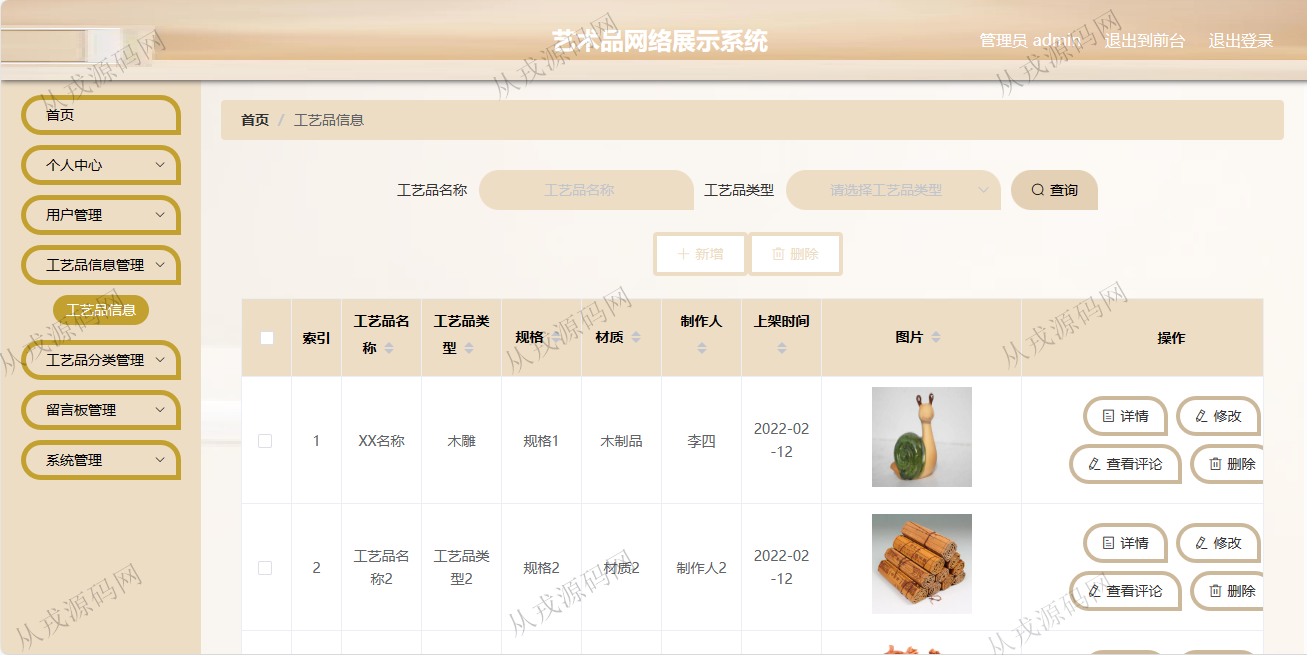 艺术品网络展示系统
管理员 admin 退出到前台 退出登录
首页
个人中心
用户管理
工艺品信息管理
工艺品信息
工艺品分类管理
留言板管理
系统管理
首页 / 工艺品信息
工艺品名称 工艺品名称 工艺品类型 请选择工艺品类型 查询
新增 删除
索引 工艺品名称 工艺品类型 规格 材质 制作人 上架时间 图片 操作
1 XX名称 木雕 规格1 木制品 李四 2022-02-12 详情 修改
查看评论 删除
2 工艺品名称2 工艺品类型2 规格2 材质2 制作人2 2022-02-12 详情 修改
查看评论 删除
从戎源码网
从戎源码网
从戎源码网
从戎源码网
从戎源码网
从戎源码网
从戎源码网
从戎源码网
从戎源码网